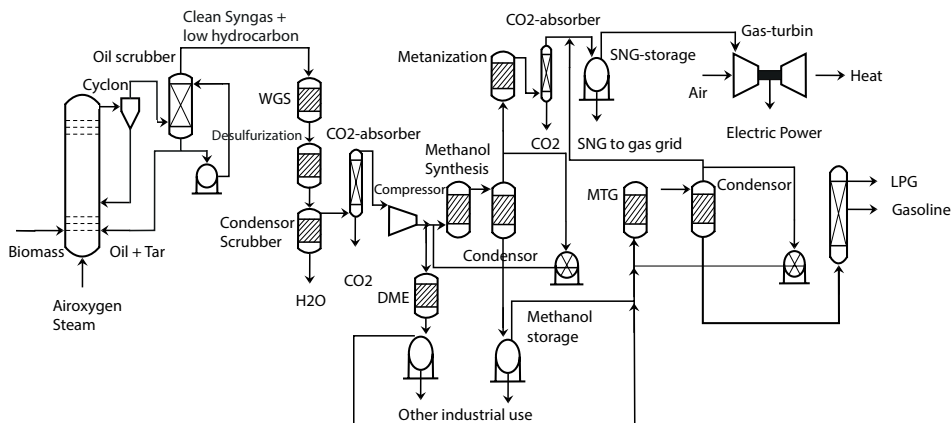 Clean Syngas +
low hydrocarbon
Oil scrubber
Cyclon
WGS
Desulfurization
CO2-absorber
Condensor
Scrubber
Biomass
Oil + Tar
Airoxygen
Steam
H2O
CO2
Compressor
Methanol
Synthesis
Metanization
CO2-absorber
CO2
SNG-storage
SNG to gas grid
Gas-turbin
Air
Heat
Electric Power
Condensor
DME
Methanol
storage
Other industrial use
MTG
Condensor
LPG
Gasoline